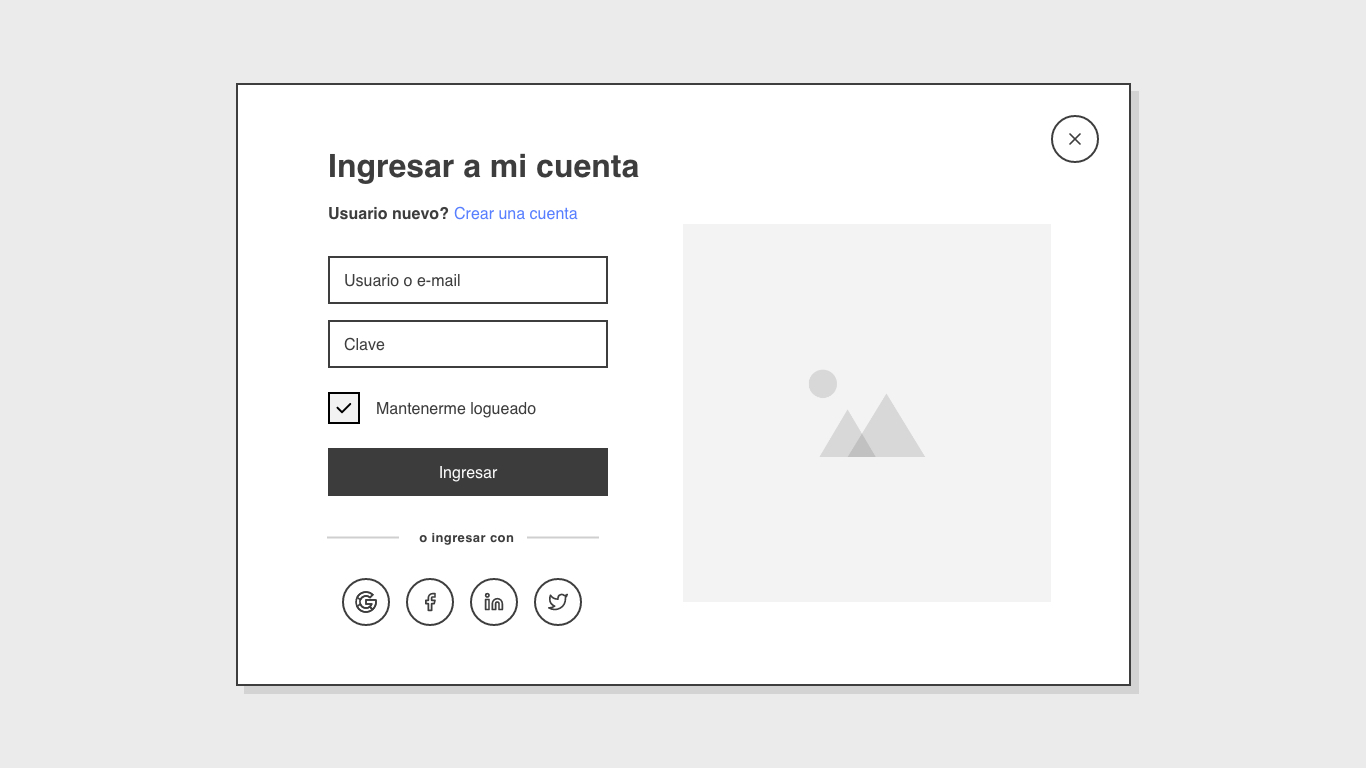 Ingresar a mi cuenta
Usuario nuevo? Crear una cuenta
Usuario o e-mail
Clave
Mantenerme logueado
Ingresar
o ingresar con